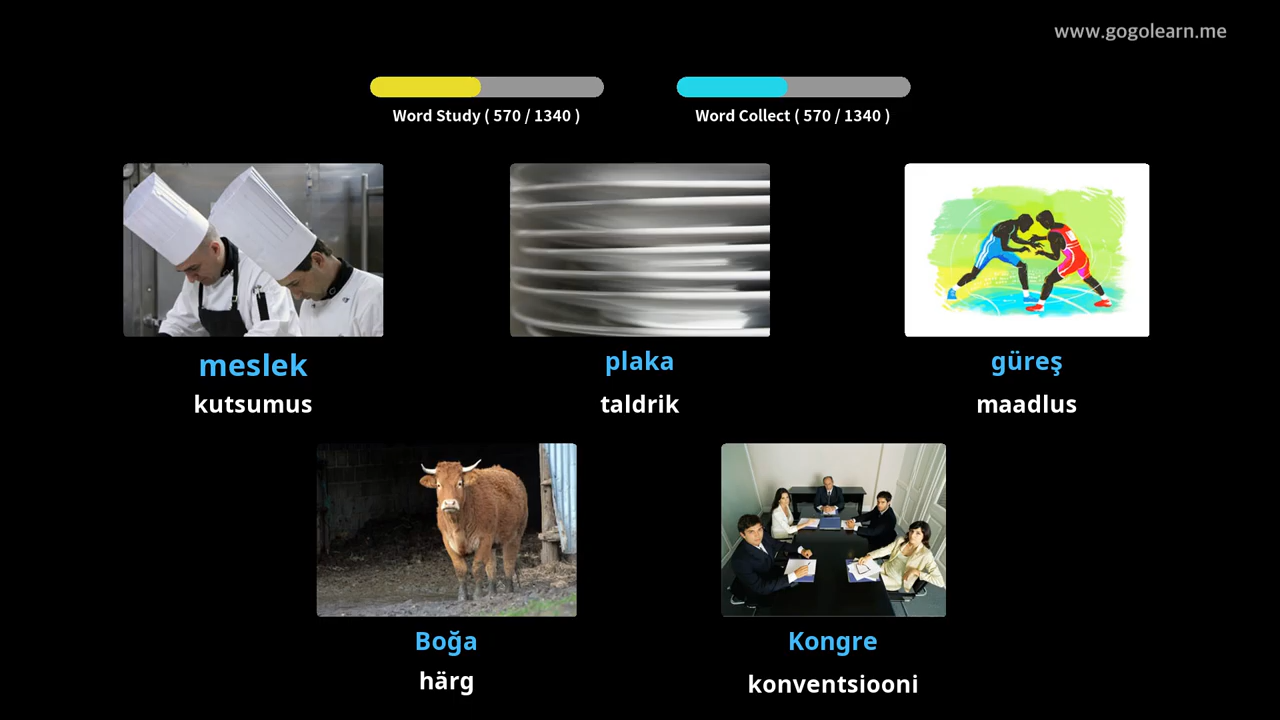 www.gogolearn.me
Word Study ( 570 / 1340 )
Word Collect ( 570 / 1340 )
meslek
kutsumus
plaka
taldrik
güreş
maadlus
Boğa
härg
Kongre
konventsiooni